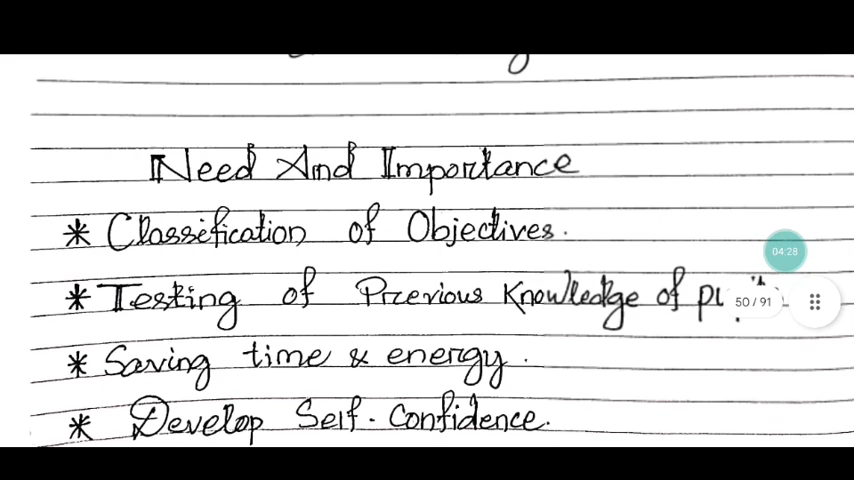 Need And Importance
* Classification of Objectives.
* Testing of Previous Knowledge of
04:28
50 / 91
* Saving time & energy.
* Develop Self-Confidence.